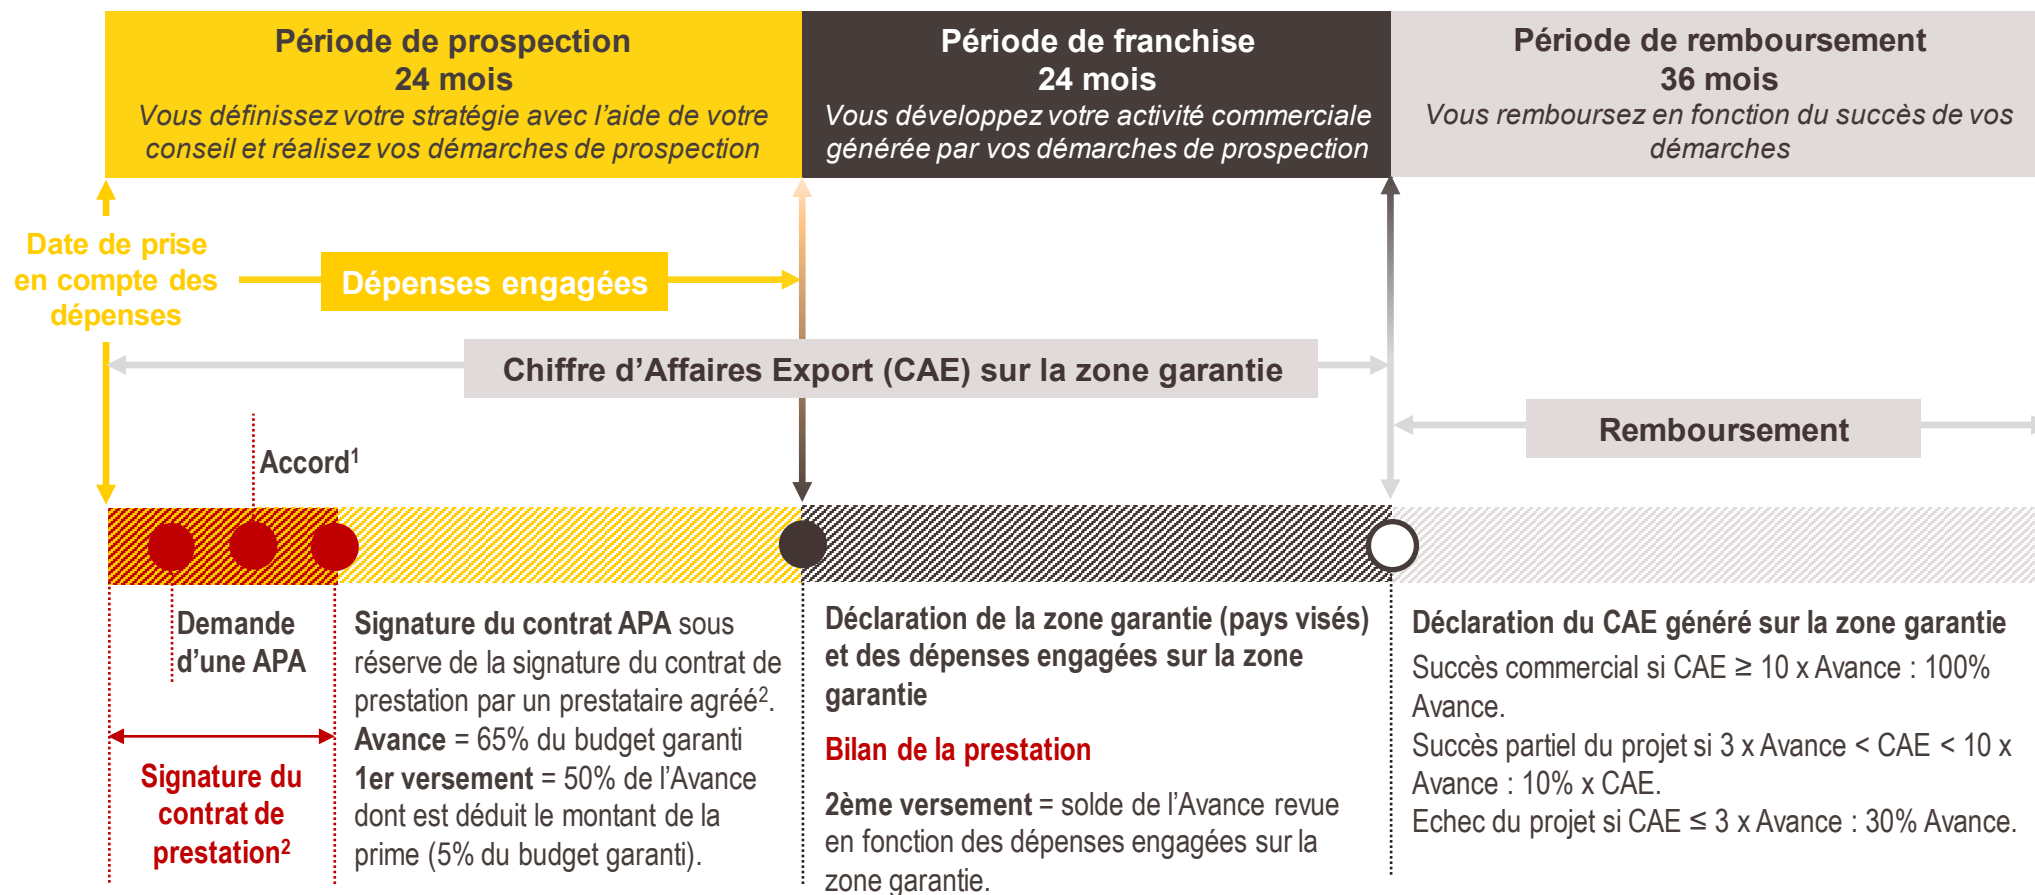 Période de prospection
24 mois
Vous définissez votre stratégie avec l’aide de votre
conseil et réalisez vos démarches de prospection
Période de franchise
24 mois
Vous développez votre activité commerciale
générée par vos démarches de prospection
Période de remboursement
36 mois
Vous remboursez en fonction du succès de vos
démarches
Date de prise
en compte des
dépenses
Dépenses engagées
Chiffre d’Affaires Export (CAE) sur la zone garantie
Remboursement
Accord¹
Demande
d’une APA
Signature du
contrat de
prestation²
Signature du contrat APA sous
réserve de la signature du contrat de
prestation par un prestataire agréé².
Avance = 65% du budget garanti
1er versement = 50% de l’Avance
dont est déduit le montant de la
prime (5% du budget garanti).
Déclaration de la zone garantie (pays visés)
et des dépenses engagées sur la zone
garantie
Bilan de la prestation
2ème versement = solde de l’Avance revue
en fonction des dépenses engagées sur la
zone garantie.
Déclaration du CAE généré sur la zone garantie
Succès commercial si CAE ≥ 10 x Avance : 100%
Avance.
Succès partiel du projet si 3 x Avance < CAE < 10 x
Avance : 10% x CAE.
Echec du projet si CAE ≤ 3 x Avance : 30% Avance.